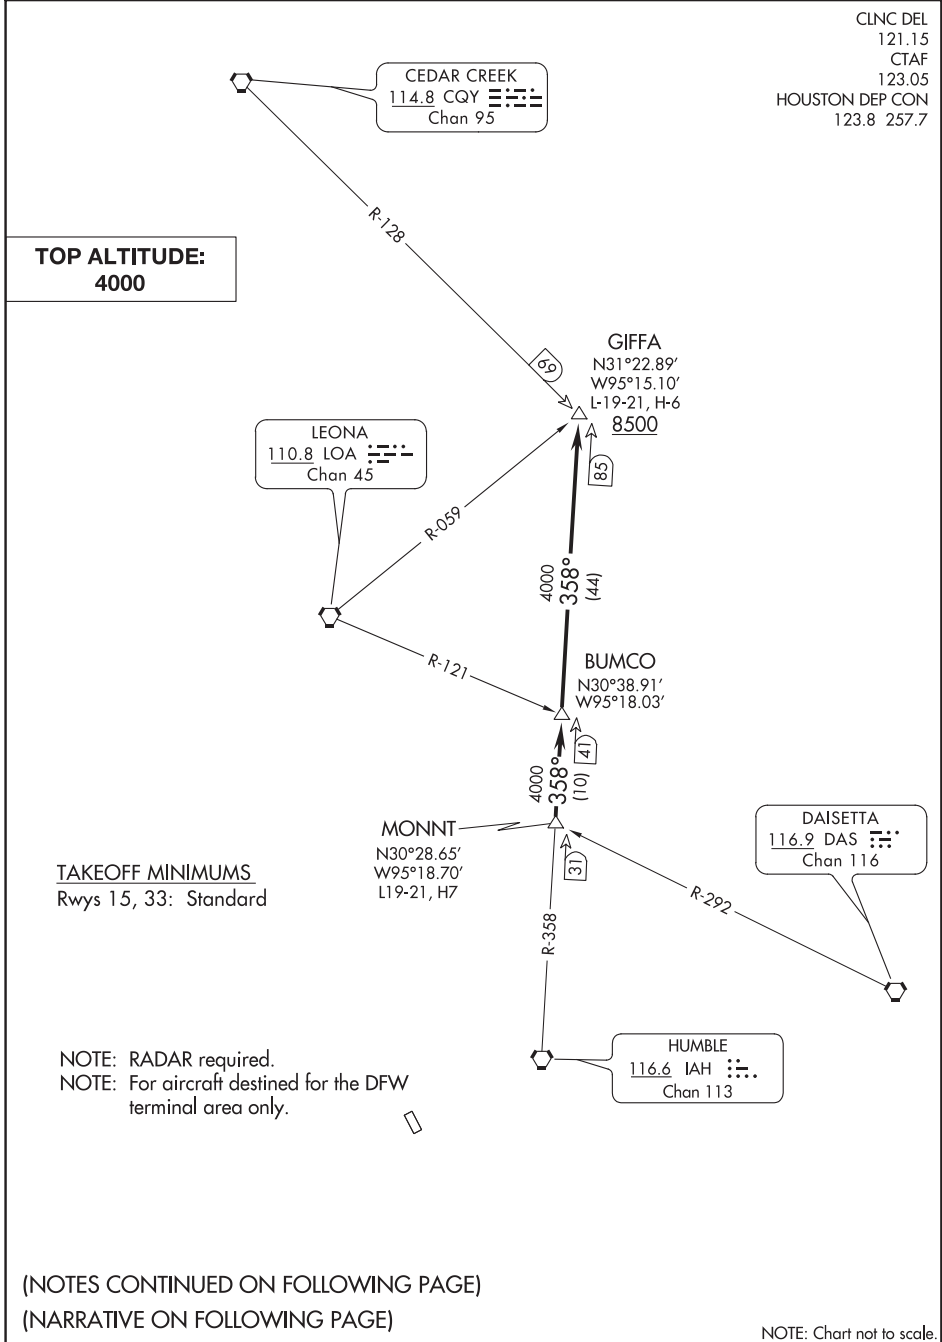 CLNC DEL
121.15
CTAF
123.05
HOUSTON DEP CON
123.8 257.7
CEDAR CREEK
114.8 CQY
Chan 95
R-128
TOP ALTITUDE:
4000
69
GIFFA
N31°22.89′
W95°15.10′
L-19-21, H-6
8500
85
LEONA
110.8 LOA
Chan 45
R-059
4000
358°
(44)
R-121
BUMCO
N30°38.91′
W95°18.03′
41
4000
358°
(10)
MONNT
N30°28.65′
W95°18.70′
L19-21, H7
31
DAISETTA
116.9 DAS
Chan 116
R-292
TAKEOFF MINIMUMS
Rwys 15, 33: Standard
R-358
HUMBLE
116.6 IAH
Chan 113
NOTE: RADAR required.
NOTE: For aircraft destined for the DFW
terminal area only.
(NOTES CONTINUED ON FOLLOWING PAGE)
(NARRATIVE ON FOLLOWING PAGE)
NOTE: Chart not to scale.